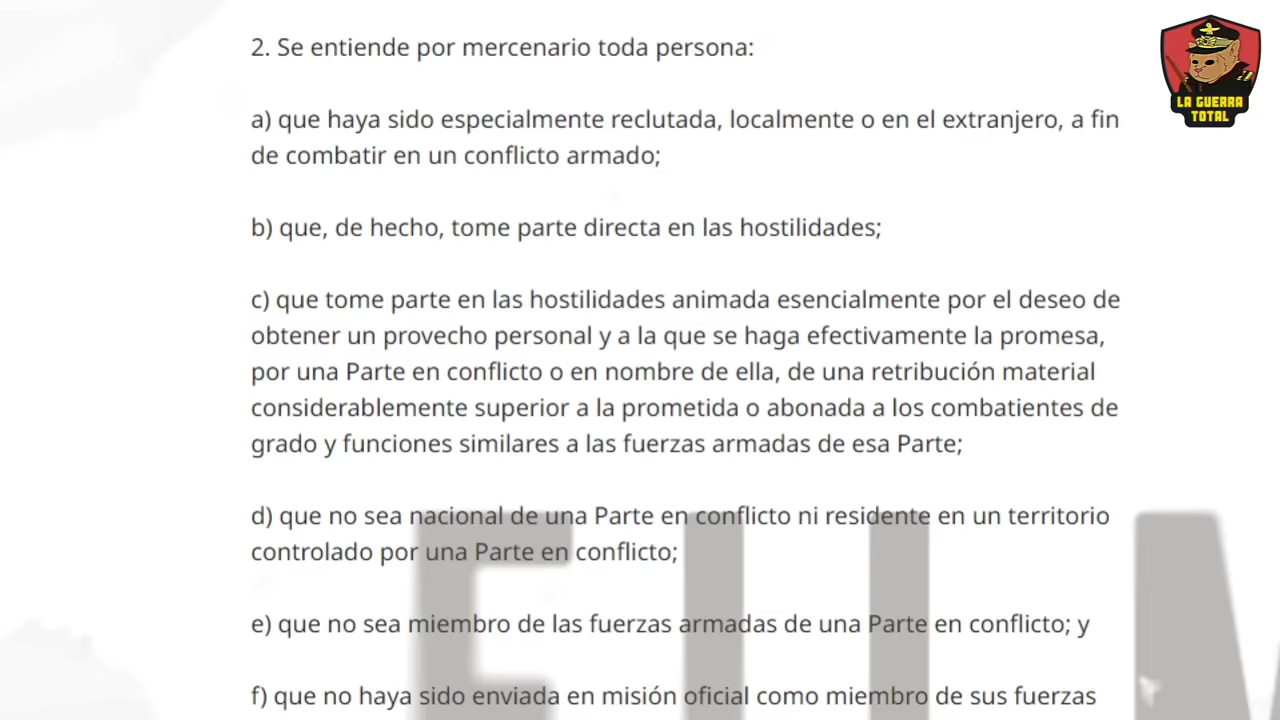 2. Se entiende por mercenario toda persona:
a) que haya sido especialmente reclutada, localmente o en el extranjero, a fin
de combatir en un conflicto armado;
b) que, de hecho, tome parte directa en las hostilidades;
c) que tome parte en las hostilidades animada esencialmente por el deseo de
obtener un provecho personal y a la que se haga efectivamente la promesa,
por una Parte en conflicto o en nombre de ella, de una retribución material
considerablemente superior a la prometida o abonada a los combatientes de
grado y funciones similares a las fuerzas armadas de esa Parte;
d) que no sea nacional de una Parte en conflicto ni residente en un territorio
controlado por una Parte en conflicto;
e) que no sea miembro de las fuerzas armadas de una Parte en conflicto; y
f) que no haya sido enviada en misión oficial como miembro de sus fuerzas
LA GUERRA
TOTAL